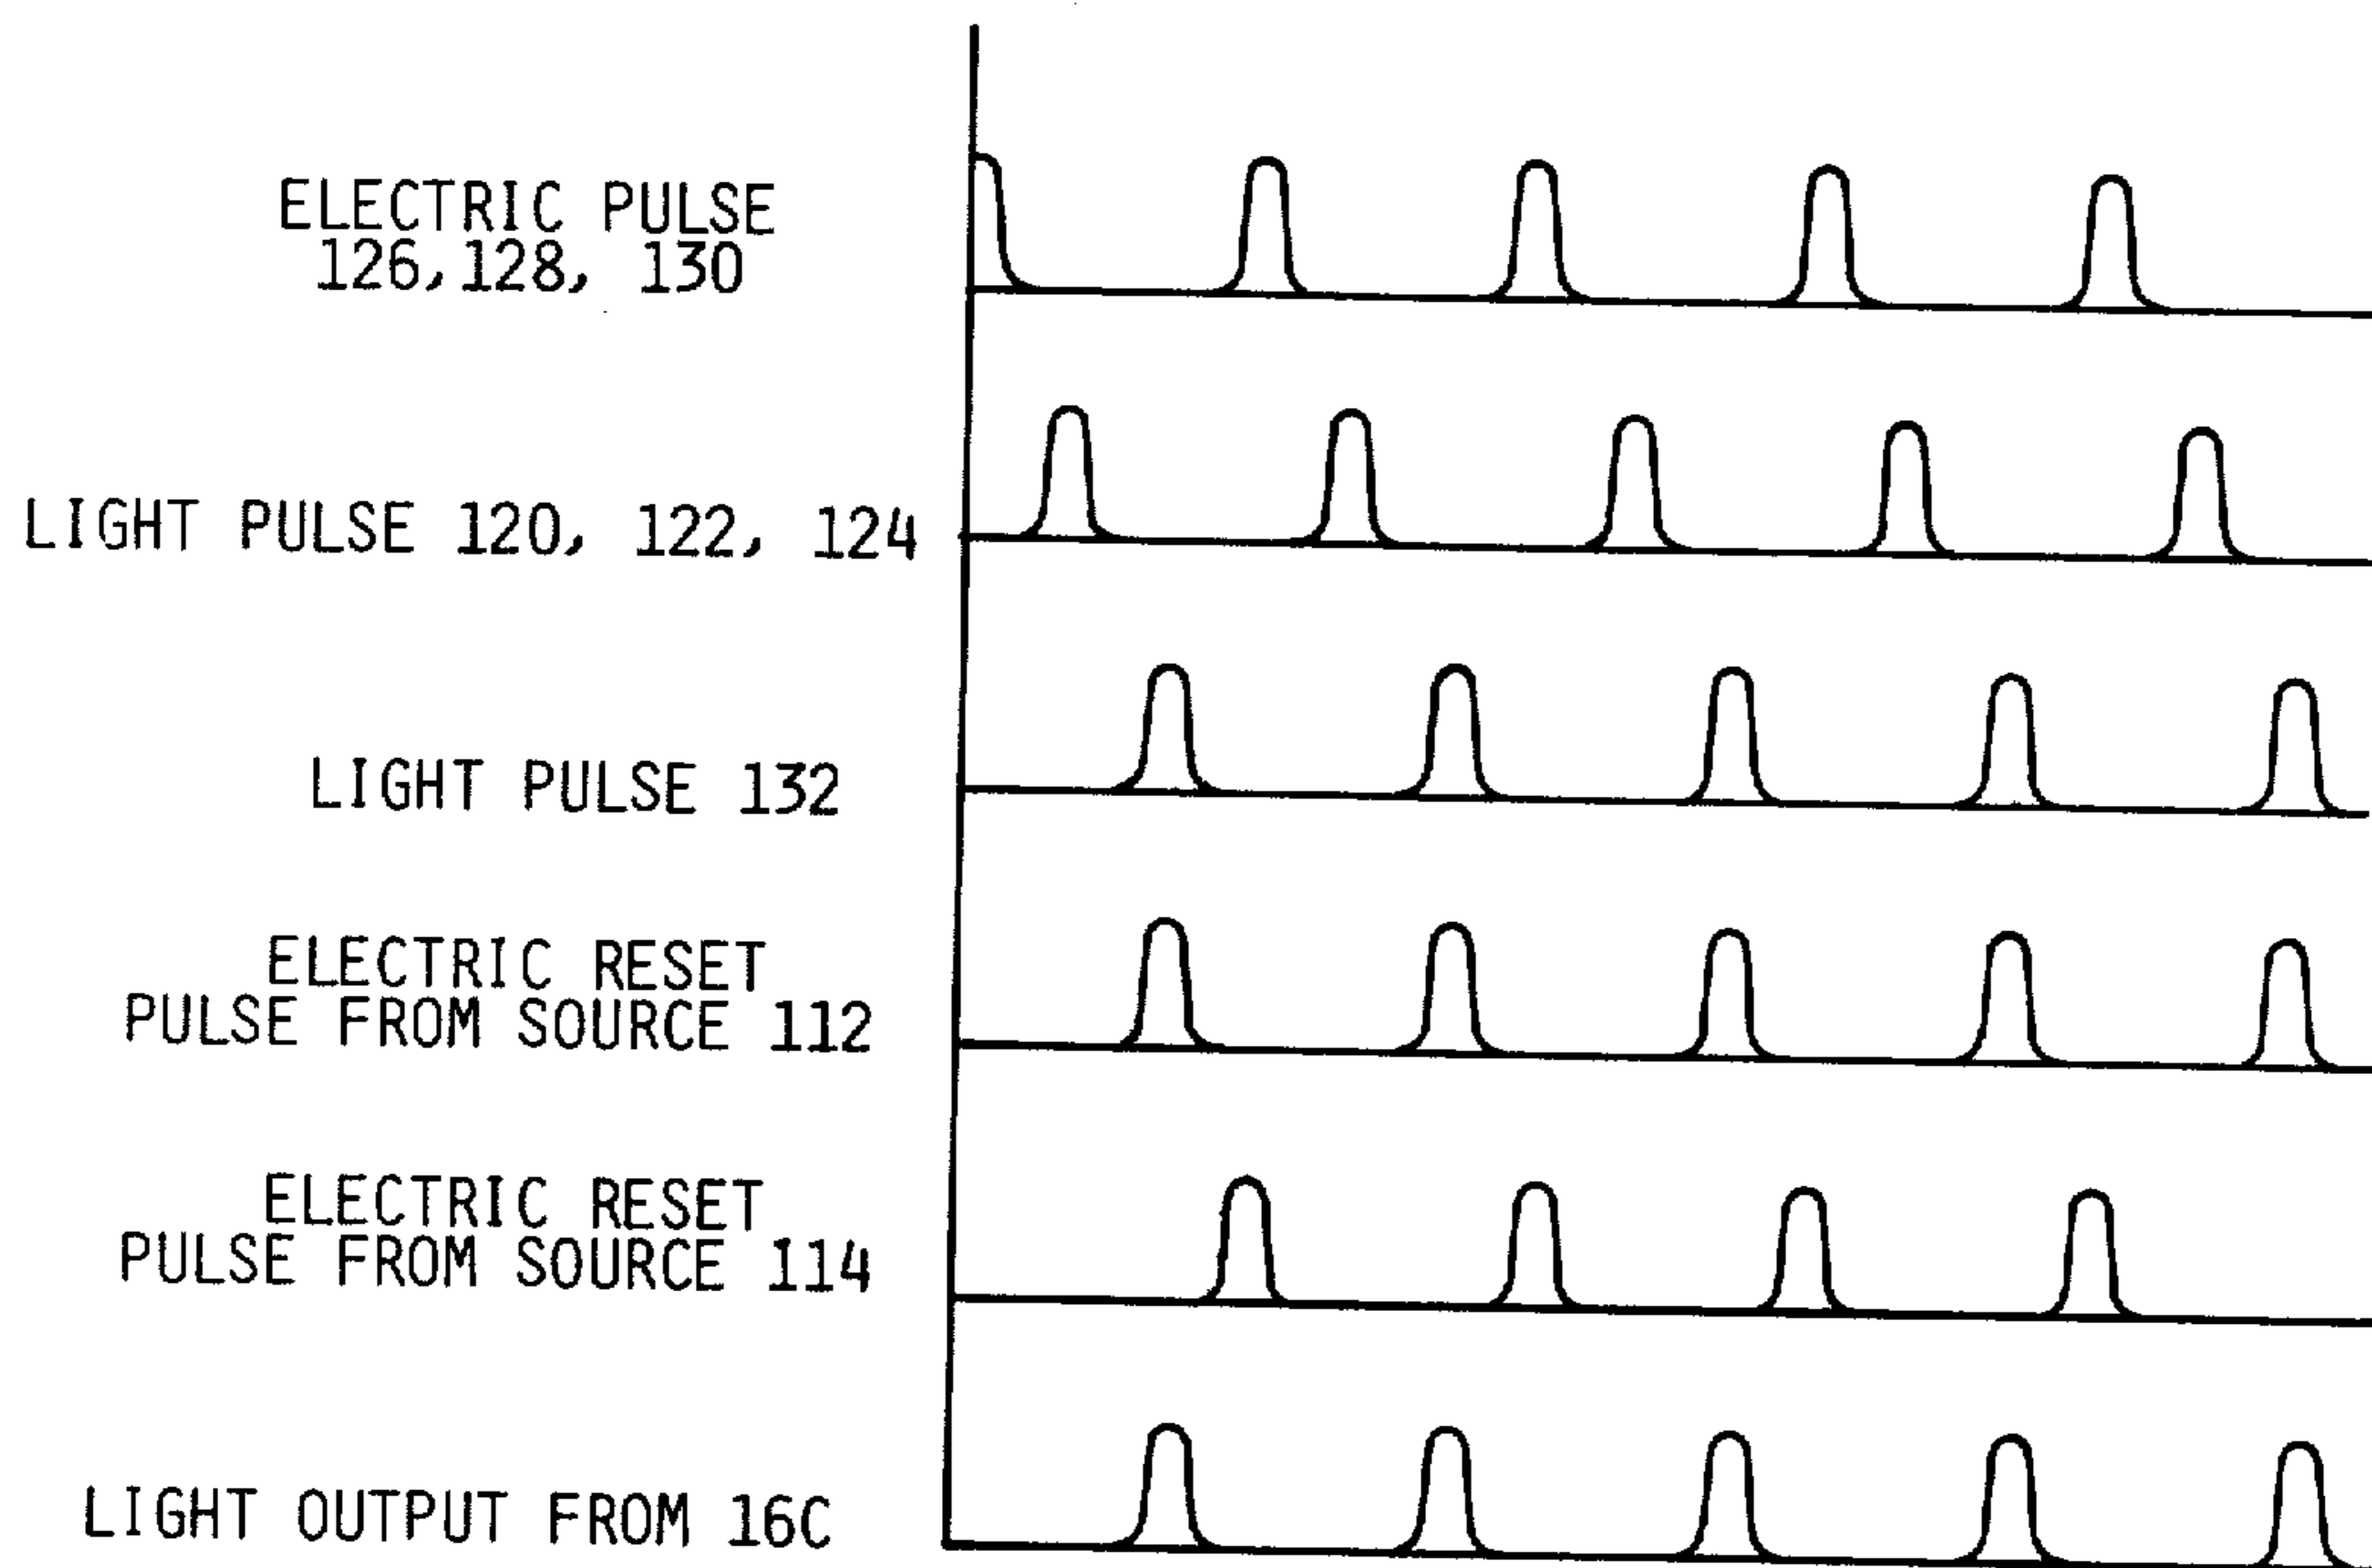 ELECTRIC PULSE
126, 128, 130
LIGHT PULSE 120, 122, 124
LIGHT PULSE 132
ELECTRIC RESET
PULSE FROM SOURCE 112
ELECTRIC RESET
PULSE FROM SOURCE 114
LIGHT OUTPUT FROM 16C